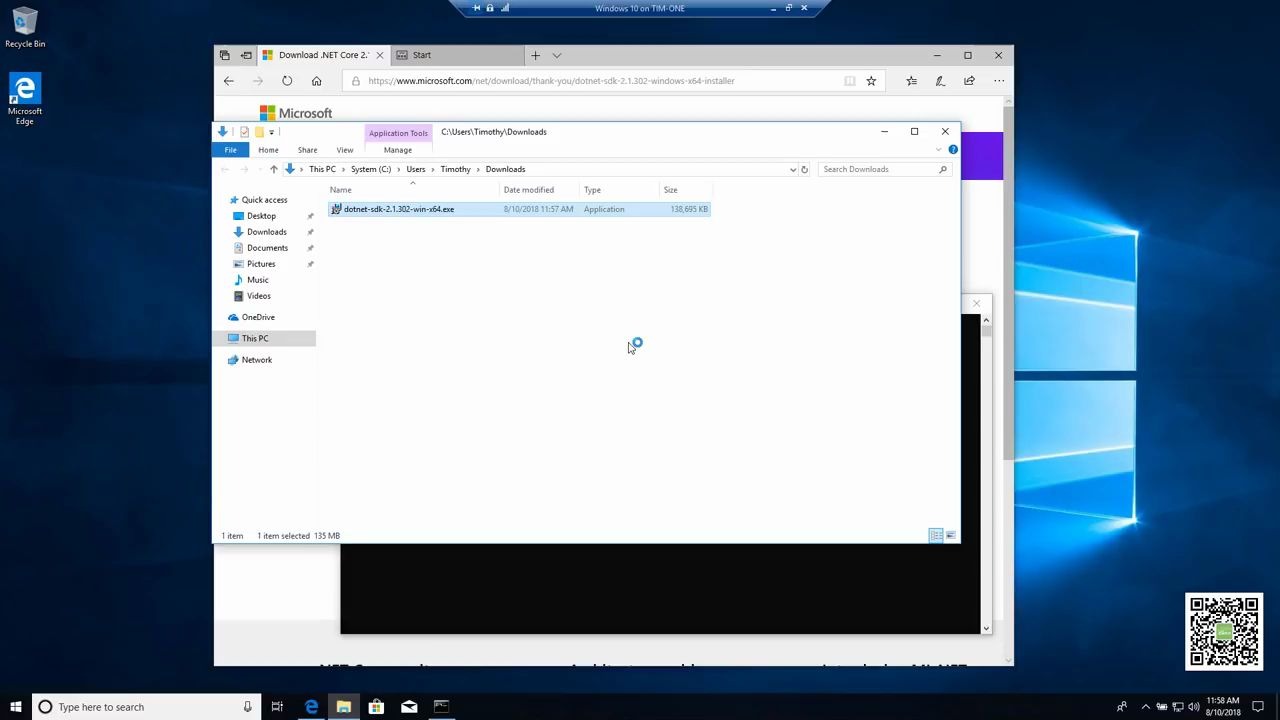 Windows 10 on TIM-ONE
Recycle Bin
Microsoft
Edge
Download .NET Core 2.
Start
https://www.microsoft.com/net/download/thank-you/dotnet-sdk-2.1.302-windows-x64-installer
Microsoft
Application Tools
C:\Users\Timothy\Downloads
File
Home
Share
View
Manage
This PC
System (C:)
Users
Timothy
Downloads
Search Downloads
Name
Date modified
Type
Size
dotnet-sdk-2.1.302-win-x64.exe
8/10/2018 11:57 AM
Application
138,695 KB
Quick access
Desktop
Downloads
Documents
Pictures
Music
Videos
OneDrive
This PC
Network
1 item
1 item selected
135 MB
Type here to search
11:58 AM
8/10/2018